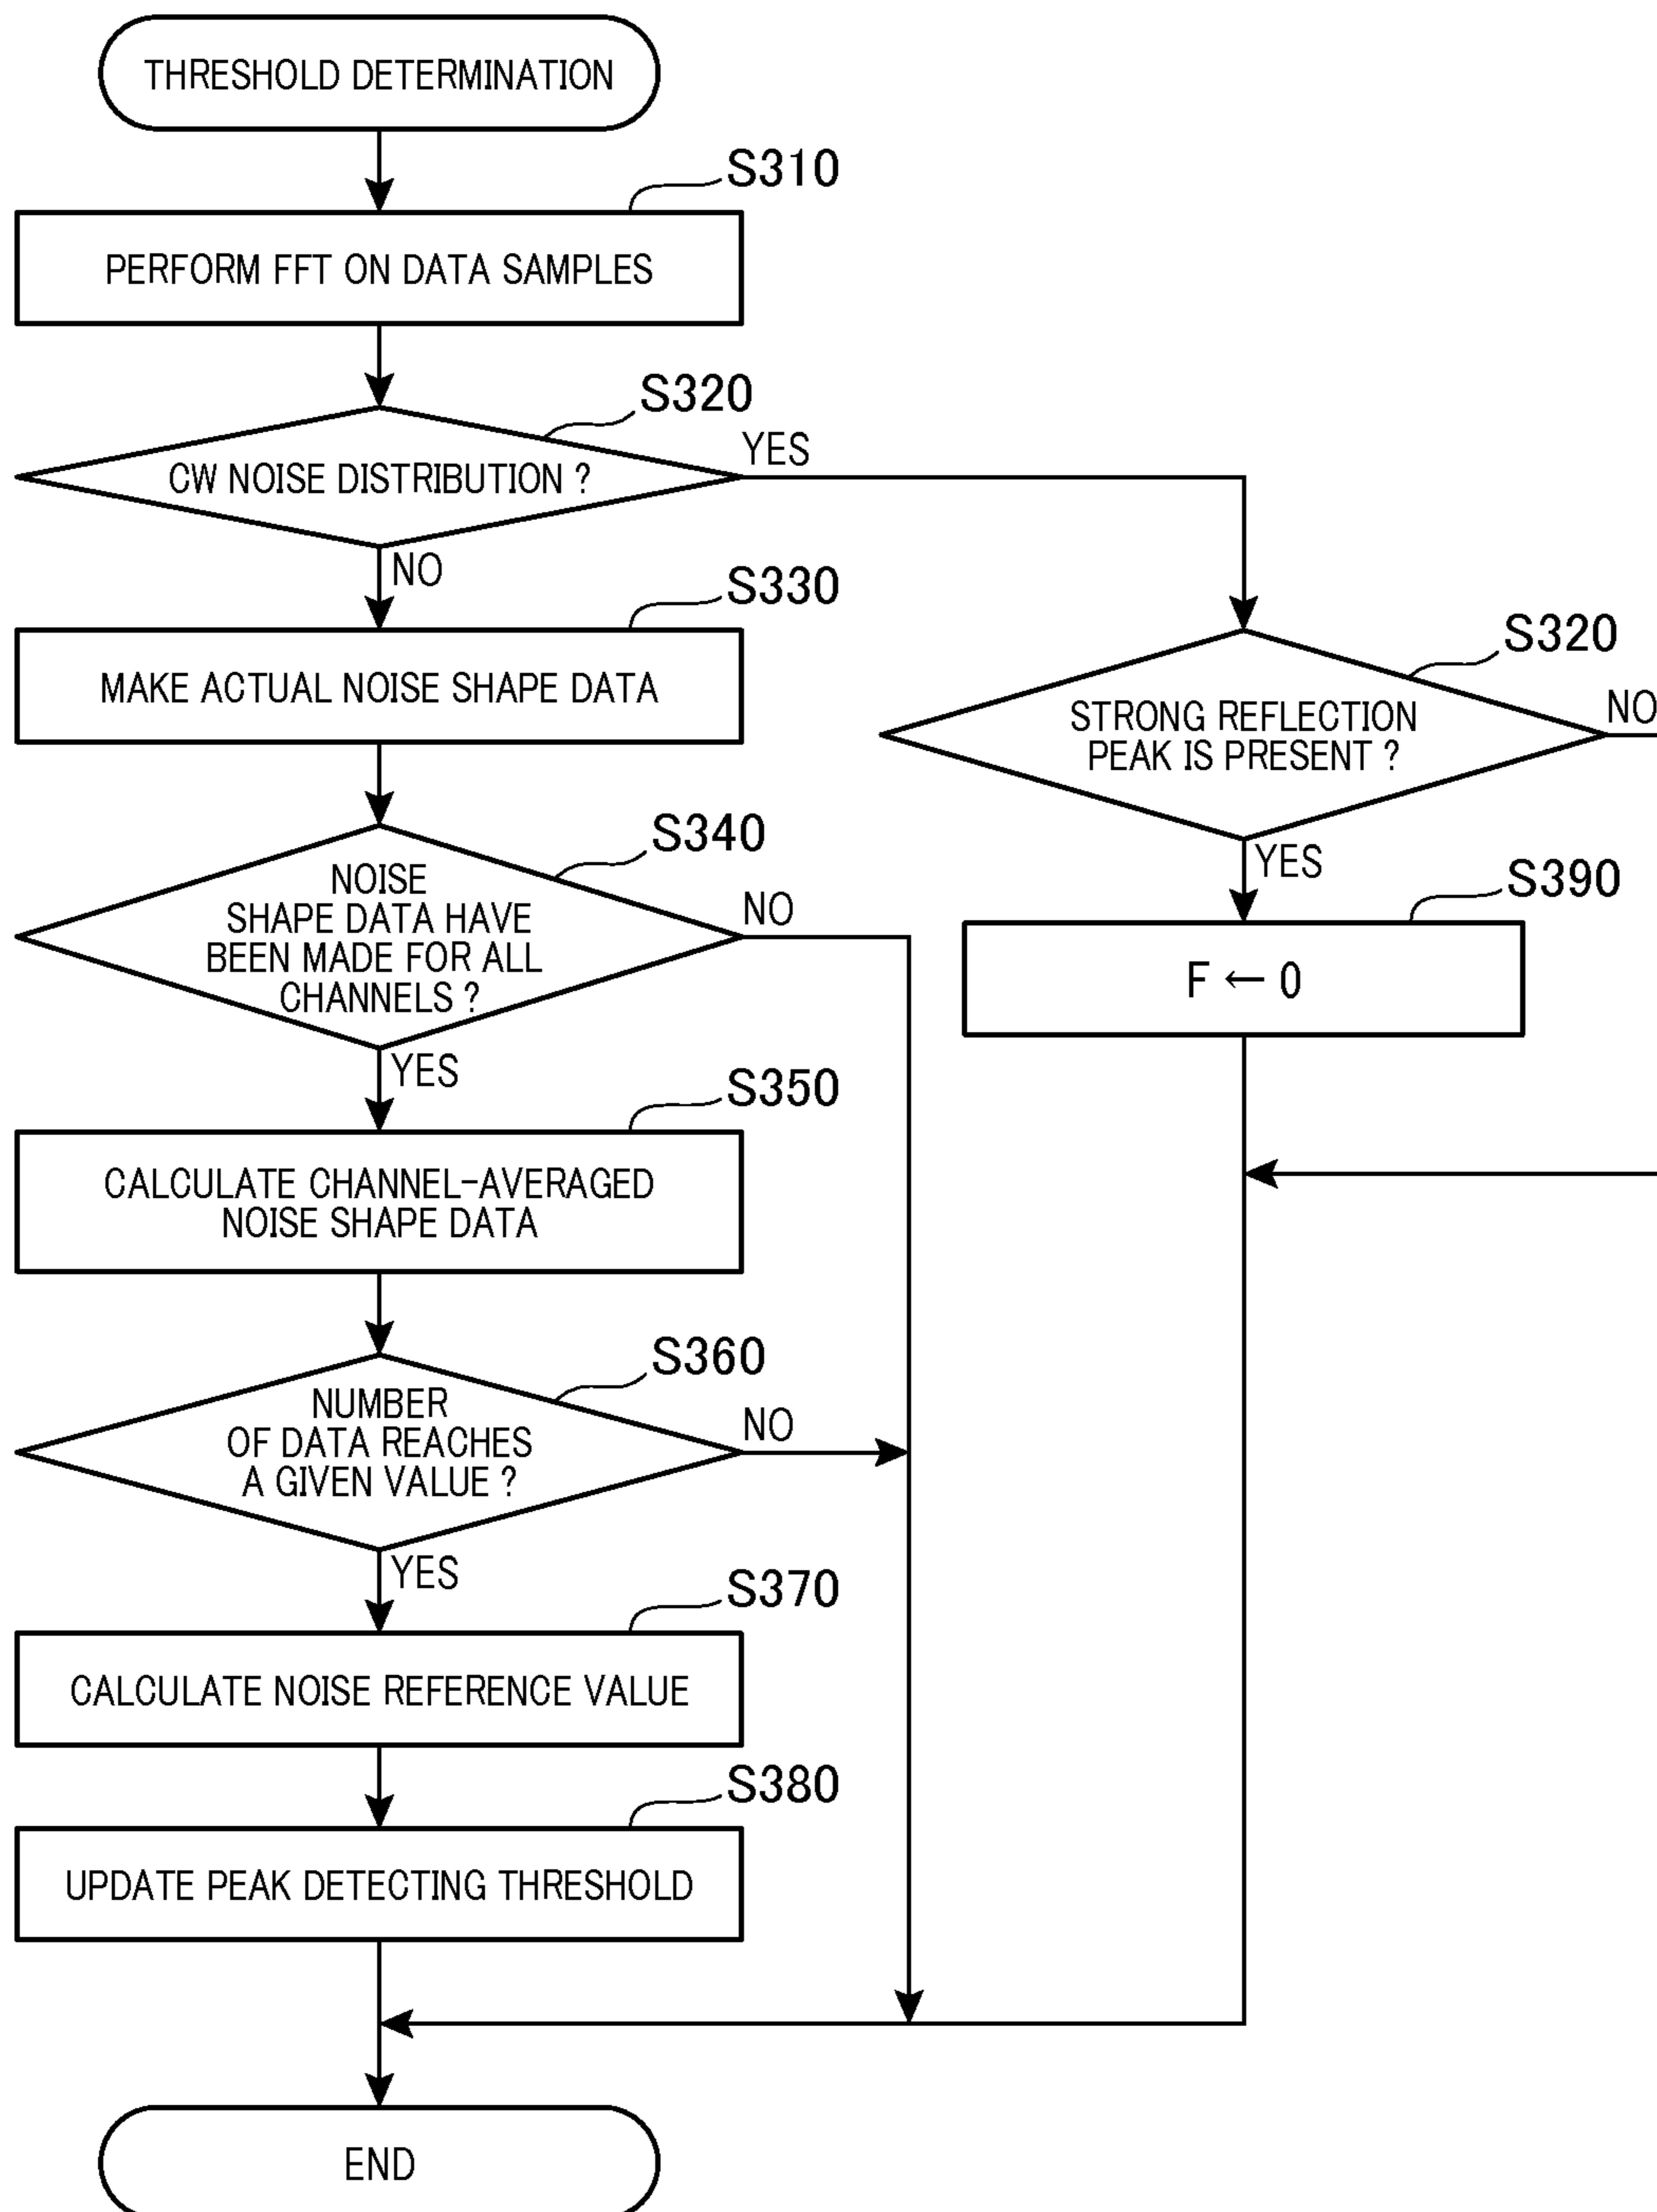 THRESHOLD DETERMINATION
S310
PERFORM FFT ON DATA SAMPLES
S320
CW NOISE DISTRIBUTION ?
YES
NO
S330
MAKE ACTUAL NOISE SHAPE DATA
S320
STRONG REFLECTION
PEAK IS PRESENT ?
NO
YES
S390
F ← 0
S340
NOISE
SHAPE DATA HAVE
BEEN MADE FOR ALL
CHANNELS ?
NO
YES
S350
CALCULATE CHANNEL-AVERAGED
NOISE SHAPE DATA
S360
NUMBER
OF DATA REACHES
A GIVEN VALUE ?
NO
YES
S370
CALCULATE NOISE REFERENCE VALUE
S380
UPDATE PEAK DETECTING THRESHOLD
END